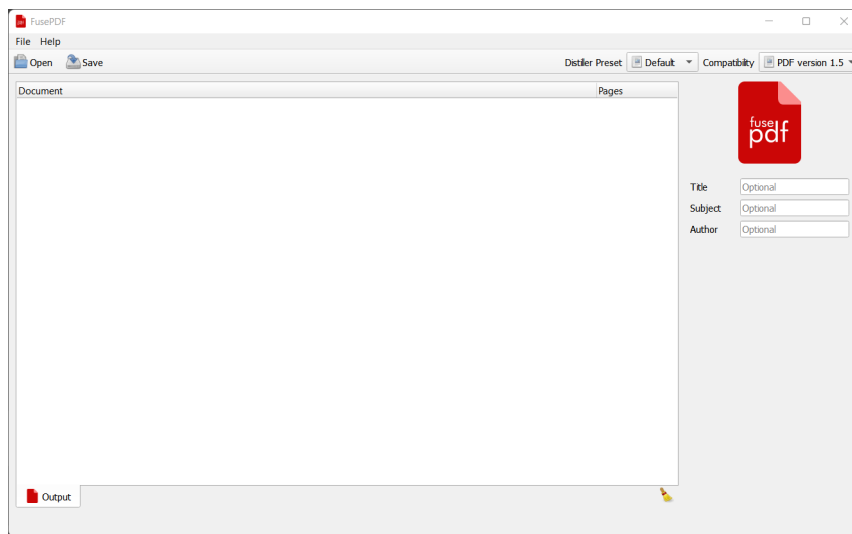 FusePDF
File Help
Open Save Distiller Preset Default Compatibility PDF version 1.5
Document Pages
fuse
pdf
Title Optional
Subject Optional
Author Optional
Output